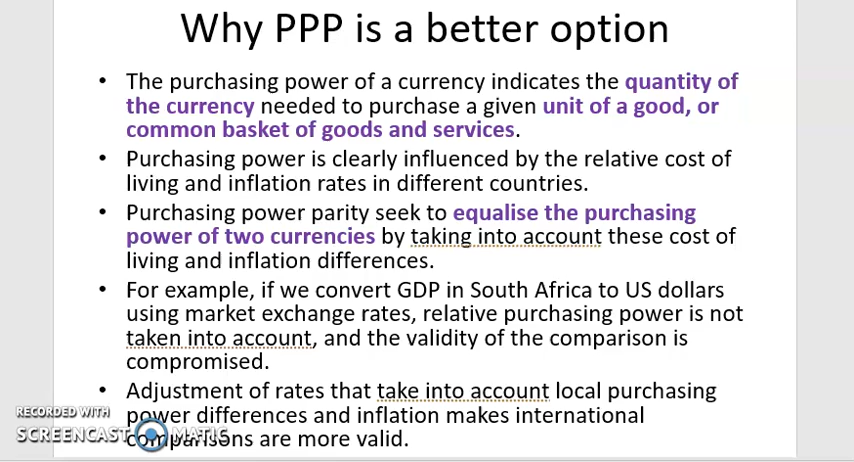 Why PPP is a better option
• The purchasing power of a currency indicates the quantity of
the currency needed to purchase a given unit of a good, or
common basket of goods and services.
• Purchasing power is clearly influenced by the relative cost of
living and inflation rates in different countries.
• Purchasing power parity seek to equalise the purchasing
power of two currencies by taking into account these cost of
living and inflation differences.
• For example, if we convert GDP in South Africa to US dollars
using market exchange rates, relative purchasing power is not
taken into account, and the validity of the comparison is
compromised.
• Adjustment of rates that take into account local purchasing
power differences and inflation makes international
comparisons are more valid.
RECORDED WITH
SCREENCAST MATIC